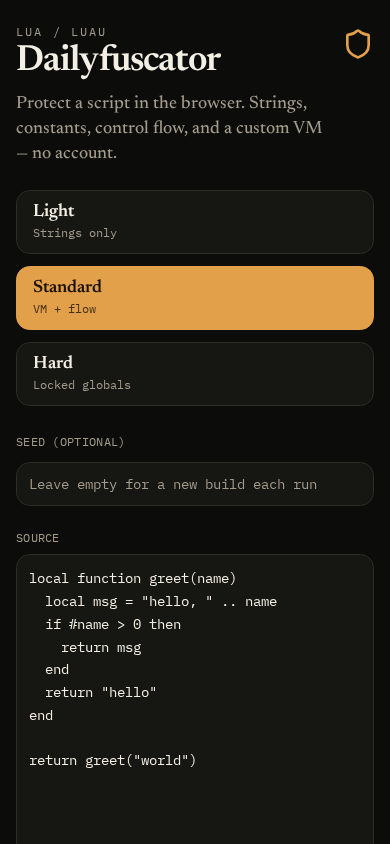 LUA / LUAU
Dailyfuscator
Protect a script in the browser. Strings,
constants, control flow, and a custom VM
— no account.
Light
Strings only
Standard
VM + flow
Hard
Locked globals
SEED (OPTIONAL)
Leave empty for a new build each run
SOURCE
local function greet(name)
  local msg = "hello, " .. name
  if #name > 0 then
    return msg
  end
  return "hello"
end

return greet("world")